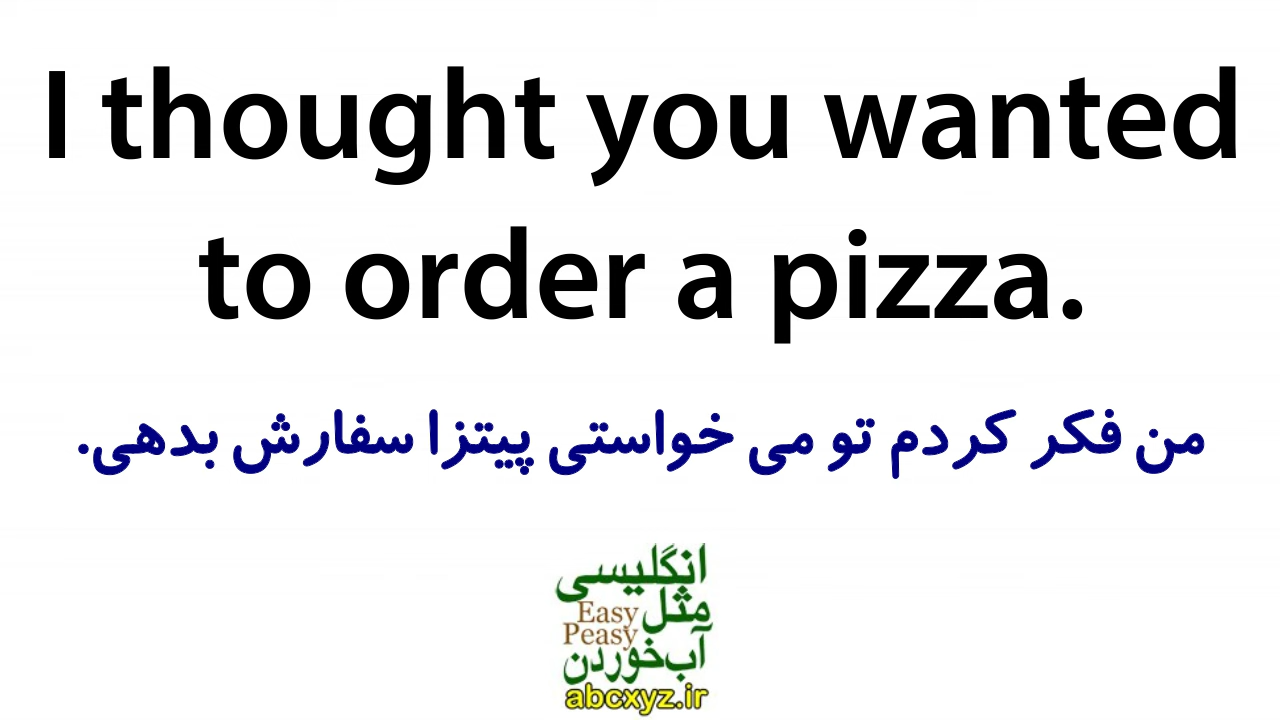 I thought you wanted
to order a pizza.
من فکر کردم تو می خواستی پیتزا سفارش بدهی.
انگلیسی
مثل
Easy
Peasy
آب‌خوردن
abcxyz.ir